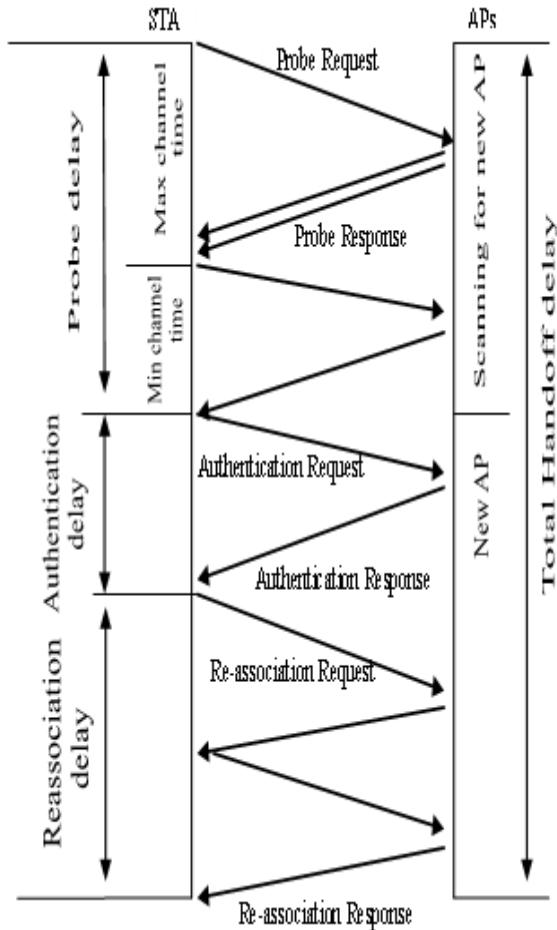 STA
APs
Probe Request
Probe delay
Max channel
time
Scanning for new AP
Probe Response
Min channel
time
Total Handoff delay
Authentication
delay
Authentication Request
New AP
Authentication Response
Reassociation
delay
Re-association Request
Re-association Response